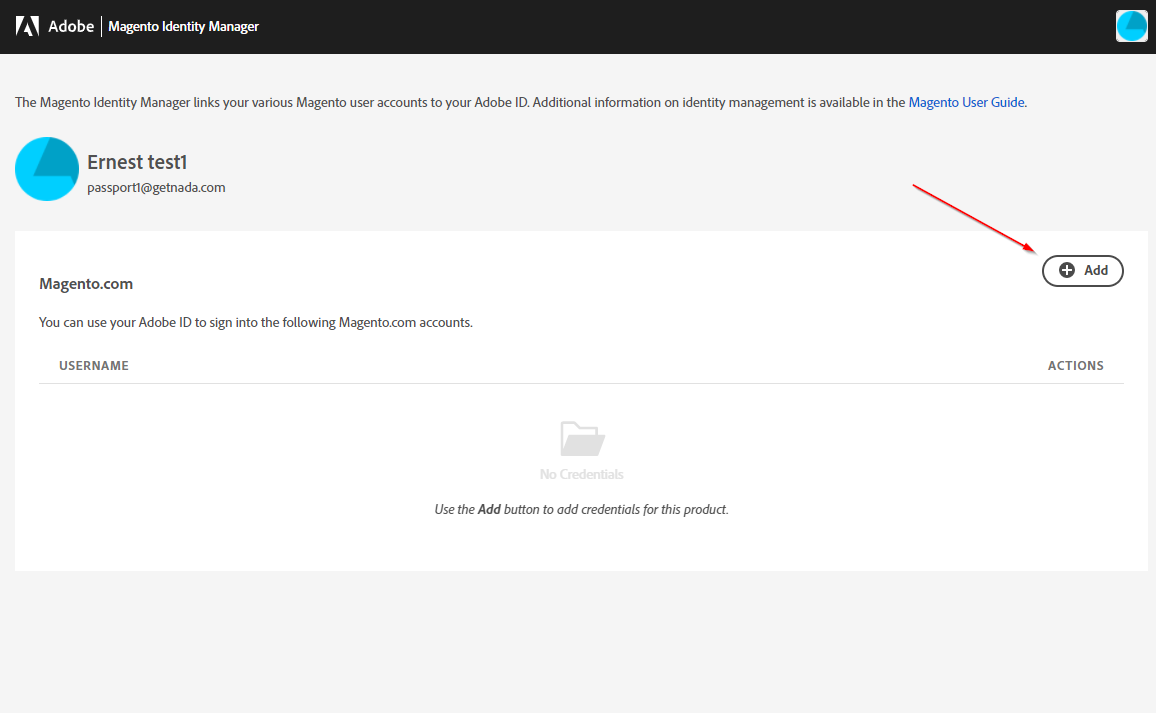 Adobe | Magento Identity Manager
The Magento Identity Manager links your various Magento user accounts to your Adobe ID. Additional information on identity management is available in the Magento User Guide.
Ernest test1
passport1@getnada.com
Add
Magento.com
You can use your Adobe ID to sign into the following Magento.com accounts.
USERNAME ACTIONS
No Credentials
Use the Add button to add credentials for this product.